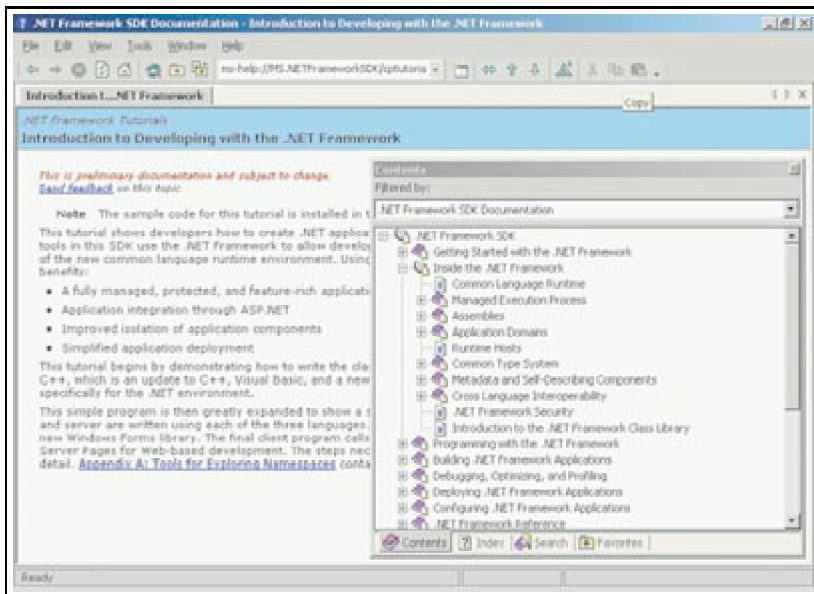 .NET Framework SDK Documentation - Introduction to Developing with the .NET Framework
File Edit View Tools Window Help
ms-help://MS.NETFrameworkSDK/cptutoria
Introduction t...NET Framework
Copy
.NET Framework Tutorials
Introduction to Developing with the .NET Framework
This is preliminary documentation and subject to change.
Send feedback on this topic
Note The sample code for this tutorial is installed in t
This tutorial shows developers how to create .NET applica
tools in this SDK use the .NET Framework to allow develo
of the new common language runtime environment. Using
benefits:
• A fully managed, protected, and feature-rich applicati
• Application integration through ASP.NET
• Improved isolation of application components
• Simplified application deployment
This tutorial begins by demonstrating how to write the cla
C++, which is an update to C++, Visual Basic, and a new
specifically for the .NET environment.
This simple program is then greatly expanded to show a s
and server are written using each of the three languages.
new Windows Forms library. The final client program calls
Server Pages for Web-based development. The steps nec
detail. Appendix A: Tools for Exploring Namespaces conta
Contents
Filtered by:
.NET Framework SDK Documentation
.NET Framework SDK
Getting Started with the .NET Framework
Inside the .NET Framework
Common Language Runtime
Managed Execution Process
Assemblies
Application Domains
Runtime Hosts
Common Type System
Metadata and Self-Describing Components
Cross Language Interoperability
.NET Framework Security
Introduction to the .NET Framework Class Library
Programming with the .NET Framework
Building .NET Framework Applications
Debugging, Optimizing, and Profiling
Deploying .NET Framework Applications
Configuring .NET Framework Applications
.NET Framework Reference
Contents Index Search Favorites
Ready